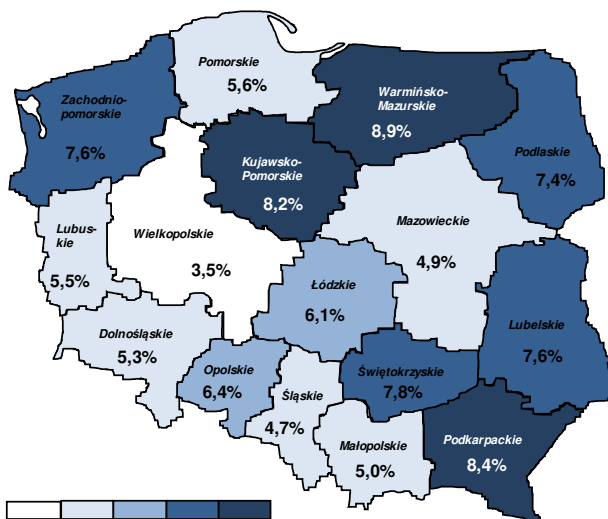 Pomorskie
5,6%
Warmińsko-
Mazurskie
8,9%
Zachodnio-
pomorskie
7,6%
Podlaskie
7,4%
Kujawsko-
Pomorskie
8,2%
Mazowieckie
4,9%
Lubus-
kie
5,5%
Wielkopolskie
3,5%
Łódzkie
6,1%
Lubelskie
7,6%
Dolnośląskie
5,3%
Opolskie
6,4%
Śląskie
4,7%
Świętokrzyskie
7,8%
Małopolskie
5,0%
Podkarpackie
8,4%